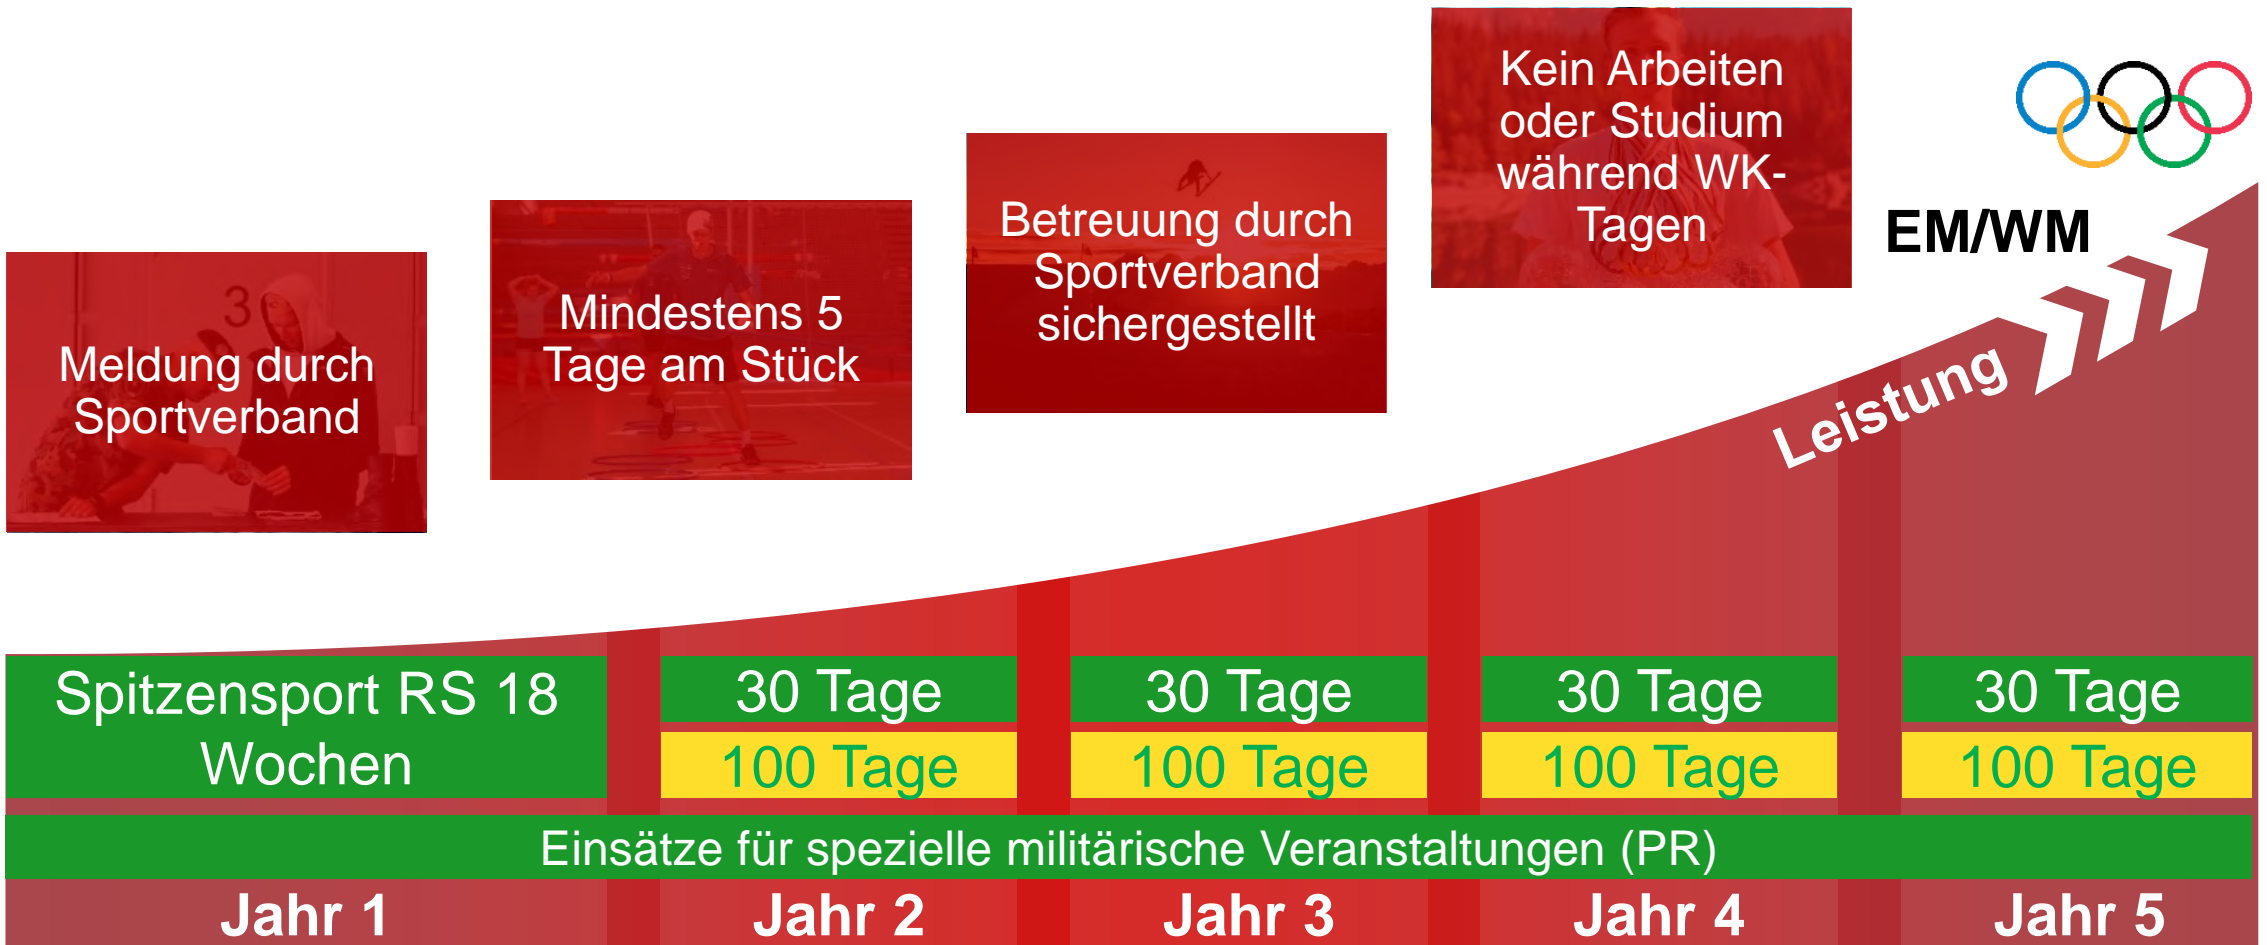 Kein Arbeiten
oder Studium
während WK-
Tagen
Betreuung durch
Sportverband
sichergestellt
Mindestens 5
Tage am Stück
3
Meldung durch
Sportverband
EM/WM
Leistung
Spitzensport RS 18
Wochen
30 Tage
30 Tage
30 Tage
30 Tage
100 Tage
100 Tage
100 Tage
100 Tage
Einsätze für spezielle militärische Veranstaltungen (PR)
Jahr 1
Jahr 2
Jahr 3
Jahr 4
Jahr 5